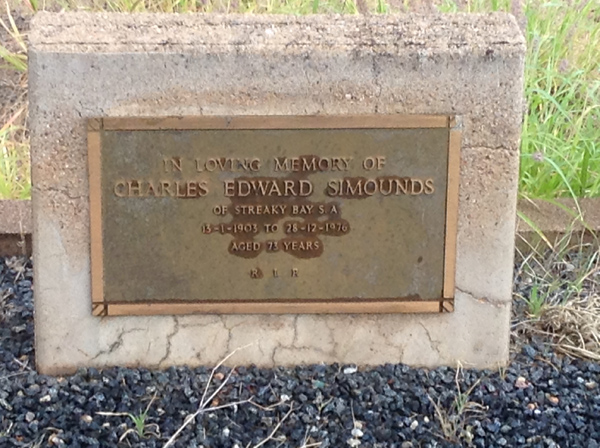 IN LOVING MEMORY OF
CHARLES EDWARD SIMOUNDS
OF STREAKY BAY S.A
13-1-1903 TO 28-12-1976
AGED 73 YEARS
R I P